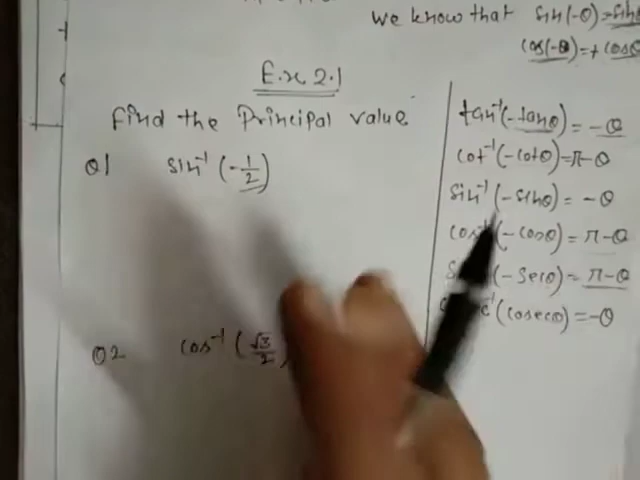 we know that sin(-θ)=sinθ
cos(-θ)=+cosθ
Ex 2.1
Find the Principal value
Q1 sin⁻¹(-1/2)
Q2 cos⁻¹(√3/2)
tan⁻¹(-tanθ)=-θ
cot⁻¹(-cotθ)=π-θ
sin⁻¹(-sinθ)=-θ
cos⁻¹(-cosθ)=π-θ
(-secθ)=π-θ
(cosecθ)=-θ